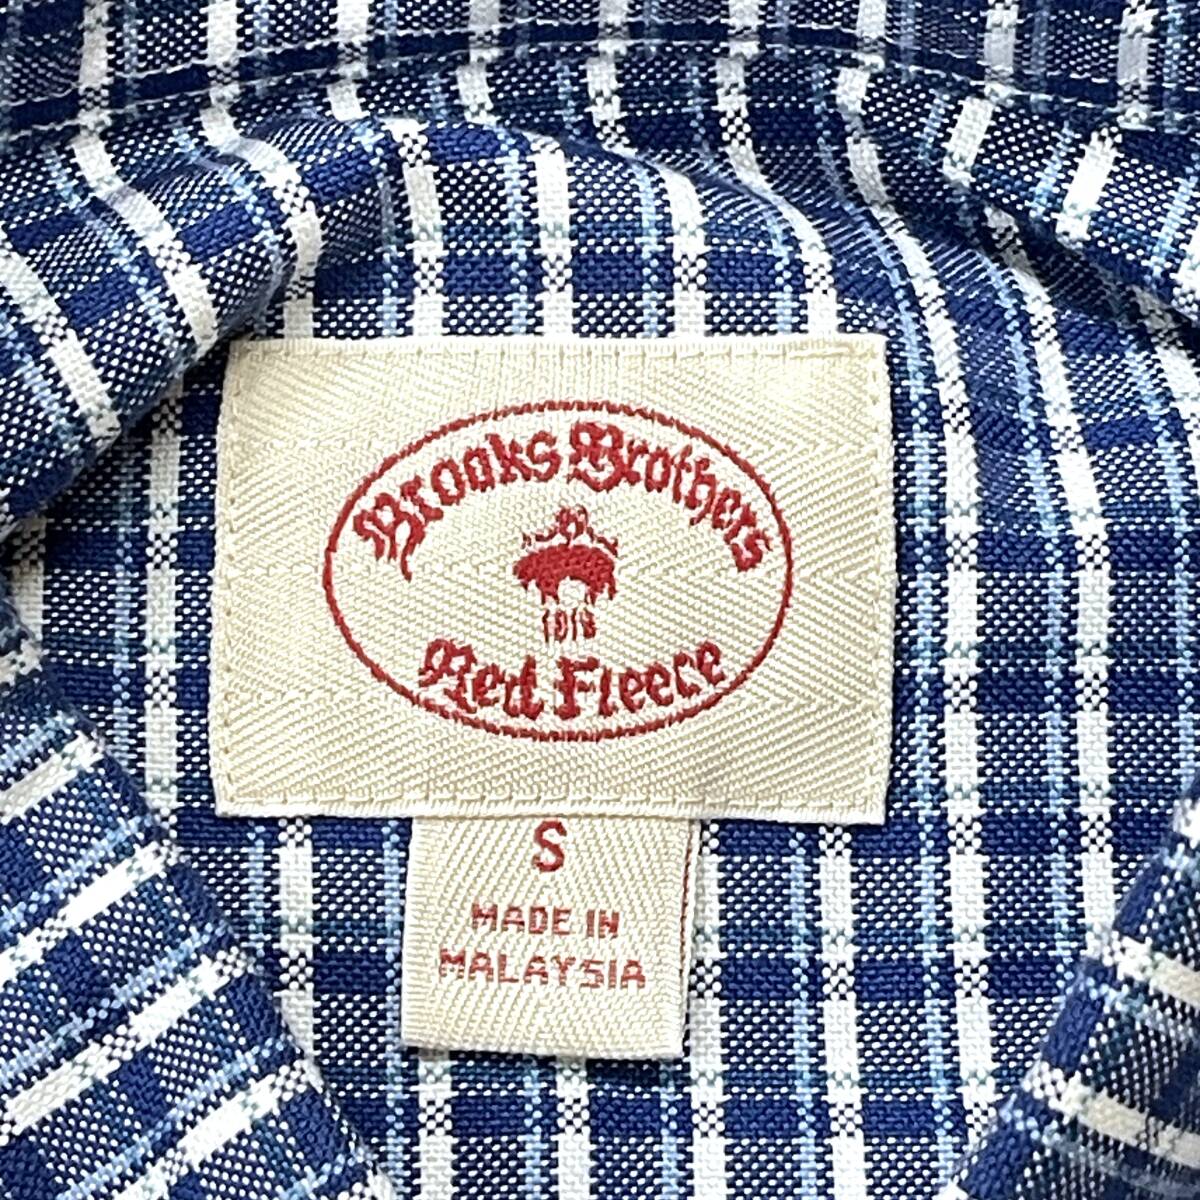 Brooks Brothers
1818
Red Fleece
S
MADE IN
MALAYSIA